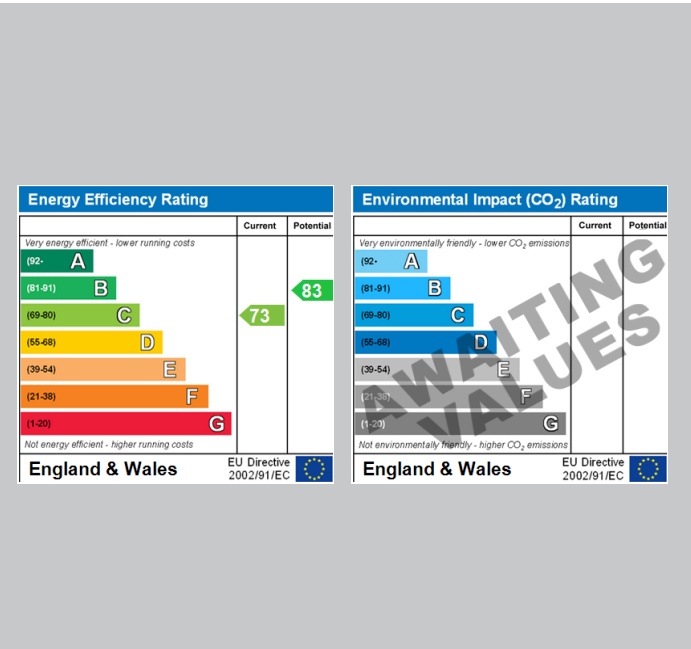 Energy Efficiency Rating
Current Potential
Very energy efficient - lower running costs
(92- A
(81-91) B
83
(69-80) C
73
(55-68) D
(39-54) E
(21-38) F
(1-20) G
Not energy efficient - higher running costs
England & Wales
EU Directive
2002/91/EC
Environmental Impact (CO2) Rating
Current Potential
Very environmentally friendly - lower CO2 emissions
(92- A
(81-91) B
(69-80) C
(55-68) D
(39-54) E
(21-38) F
(1-20) G
Not environmentally friendly - higher CO2 emissions
AWAITING
VALUES
England & Wales
EU Directive
2002/91/EC